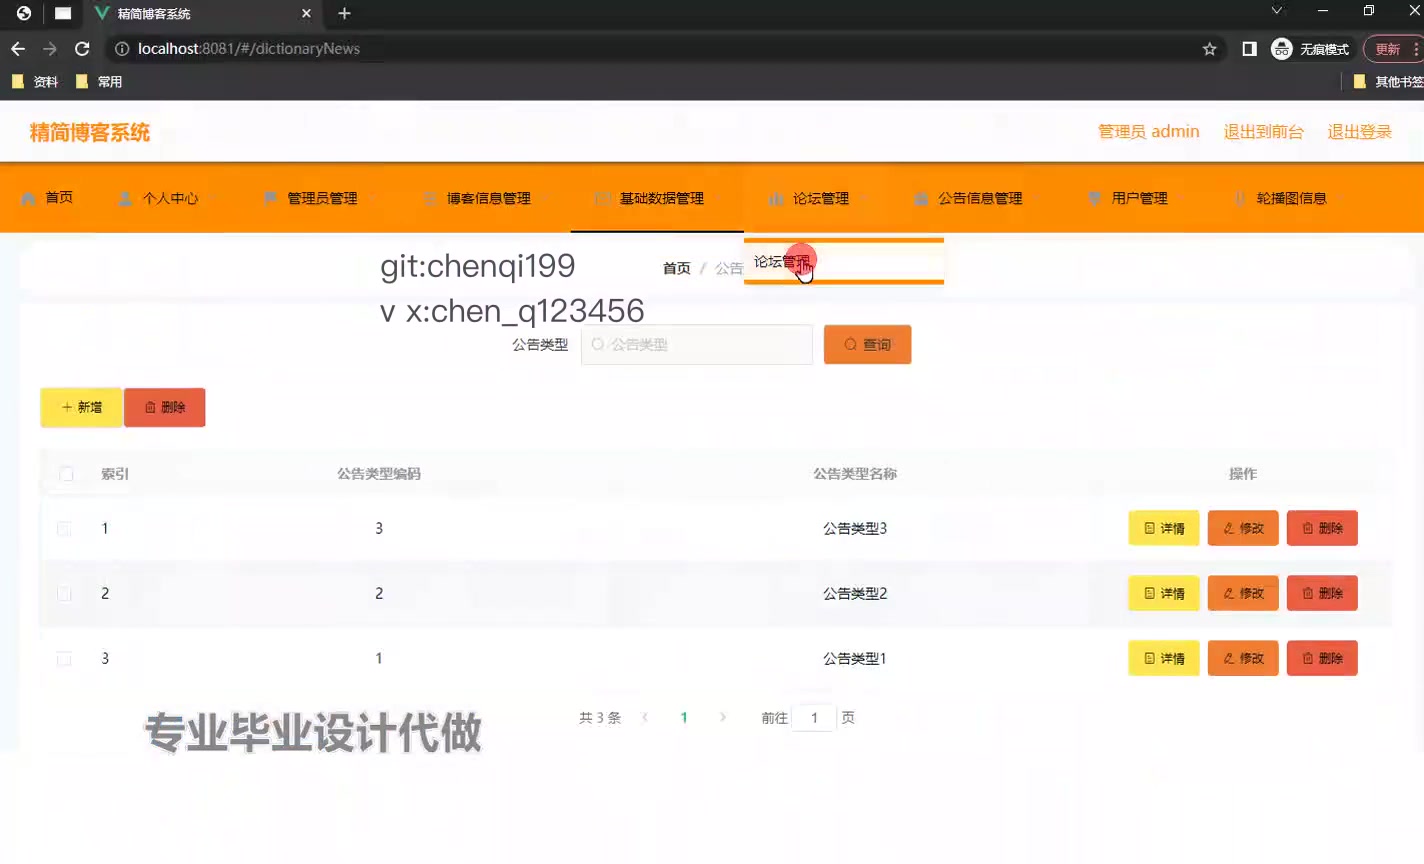 精简博客系统
localhost:8081/#/dictionaryNews
无痕模式
更新
资料
常用
其他书签
精简博客系统
管理员 admin
退出到前台
退出登录
首页
个人中心
管理员管理
博客信息管理
基础数据管理
论坛管理
公告信息管理
用户管理
轮播图信息
git:chenqi199
首页 / 公告
论坛管理
v x:chen_q123456
公告类型
公告类型
查询
新增
删除
索引 公告类型编码 公告类型名称 操作
1 3 公告类型3 详情 修改 删除
2 2 公告类型2 详情 修改 删除
3 1 公告类型1 详情 修改 删除
共 3 条 1 前往 1 页
专业毕业设计代做